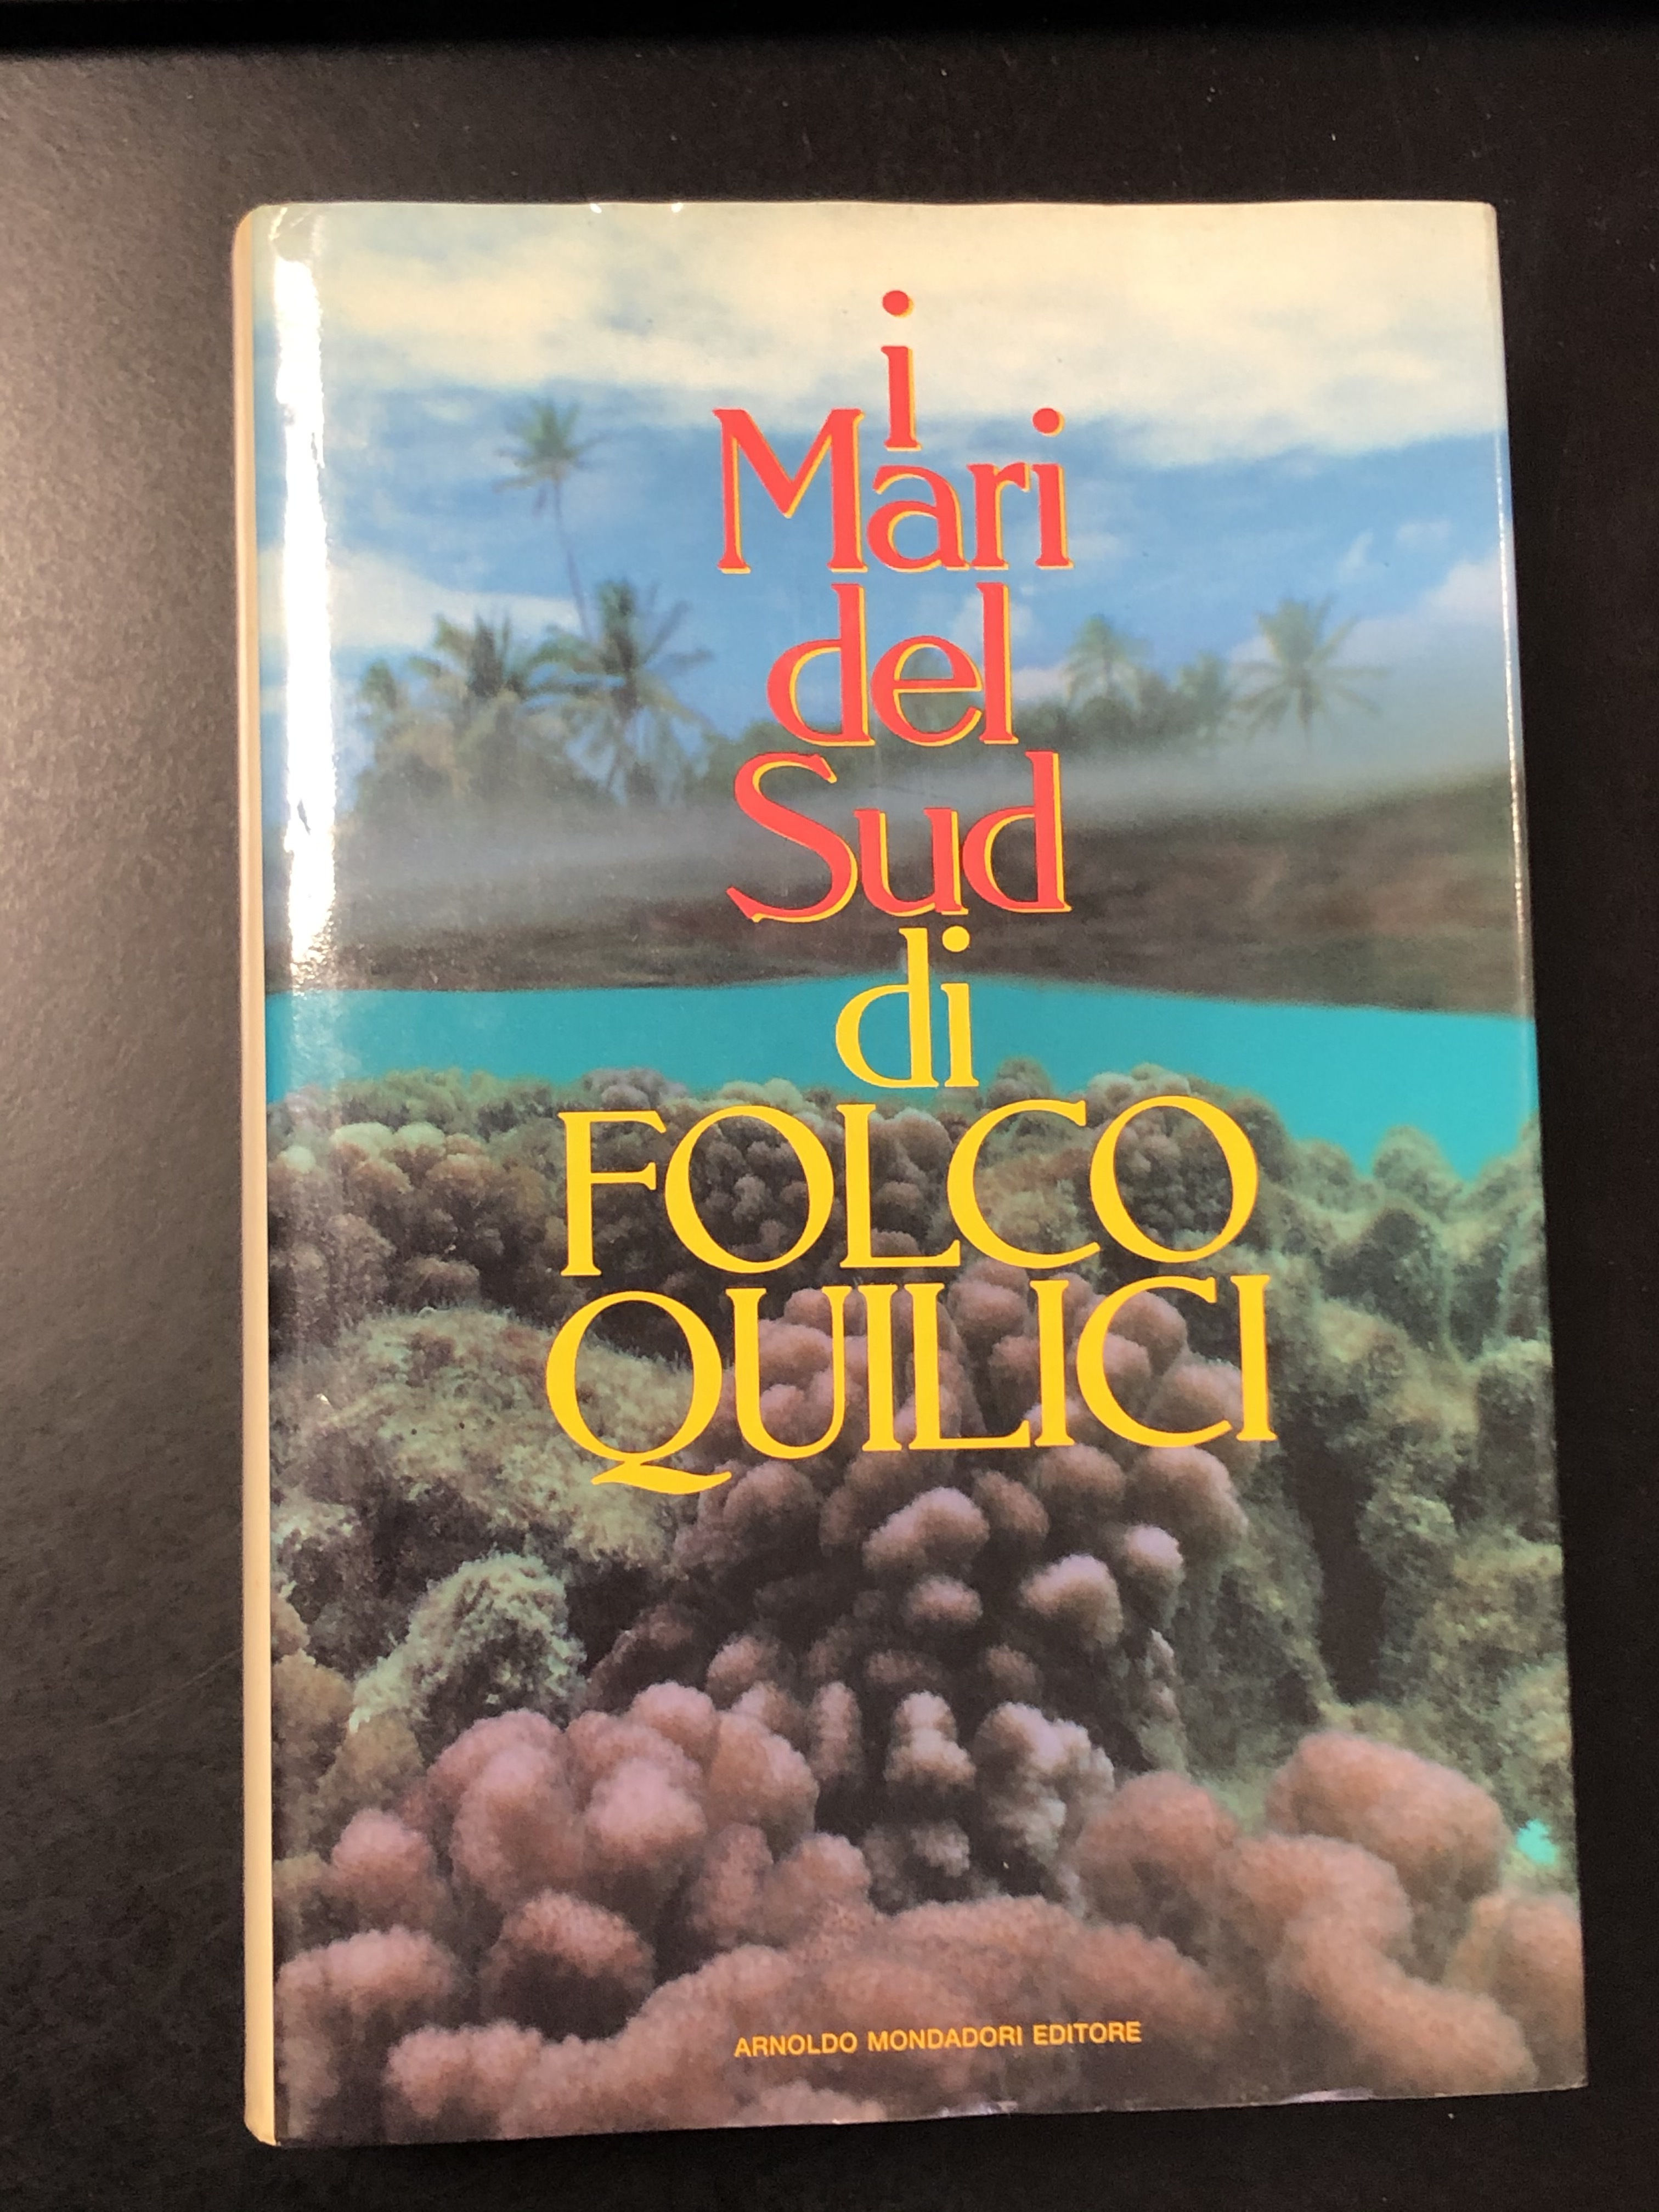 i
Mari
del
Sud
di
FOLCO
QUILICI
ARNOLDO MONDADORI EDITORE